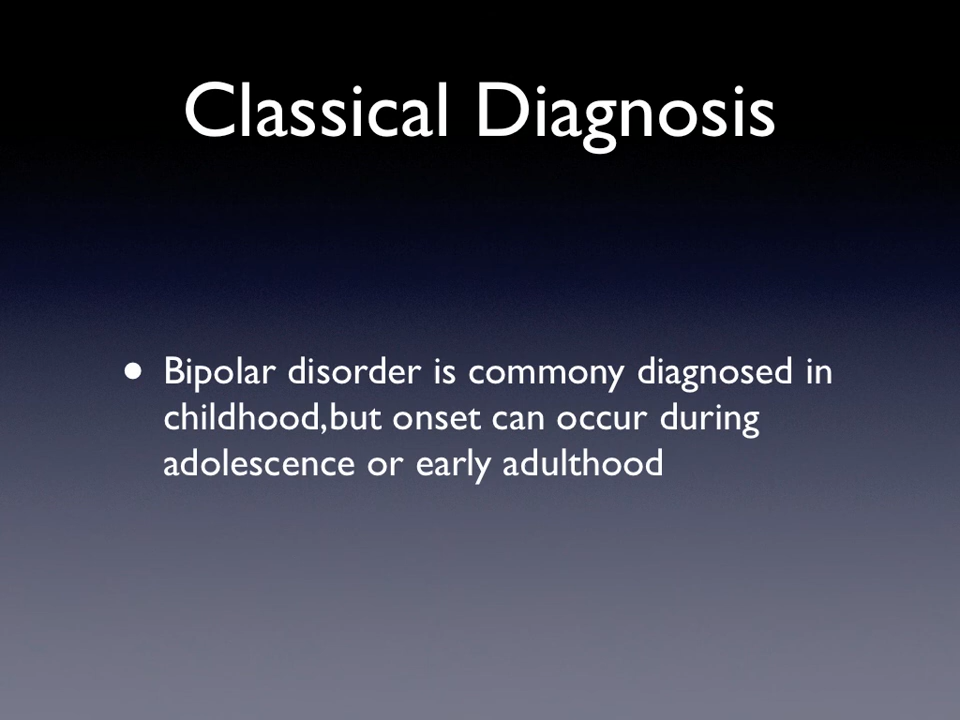 Classical Diagnosis
• Bipolar disorder is commony diagnosed in
childhood,but onset can occur during
adolescence or early adulthood